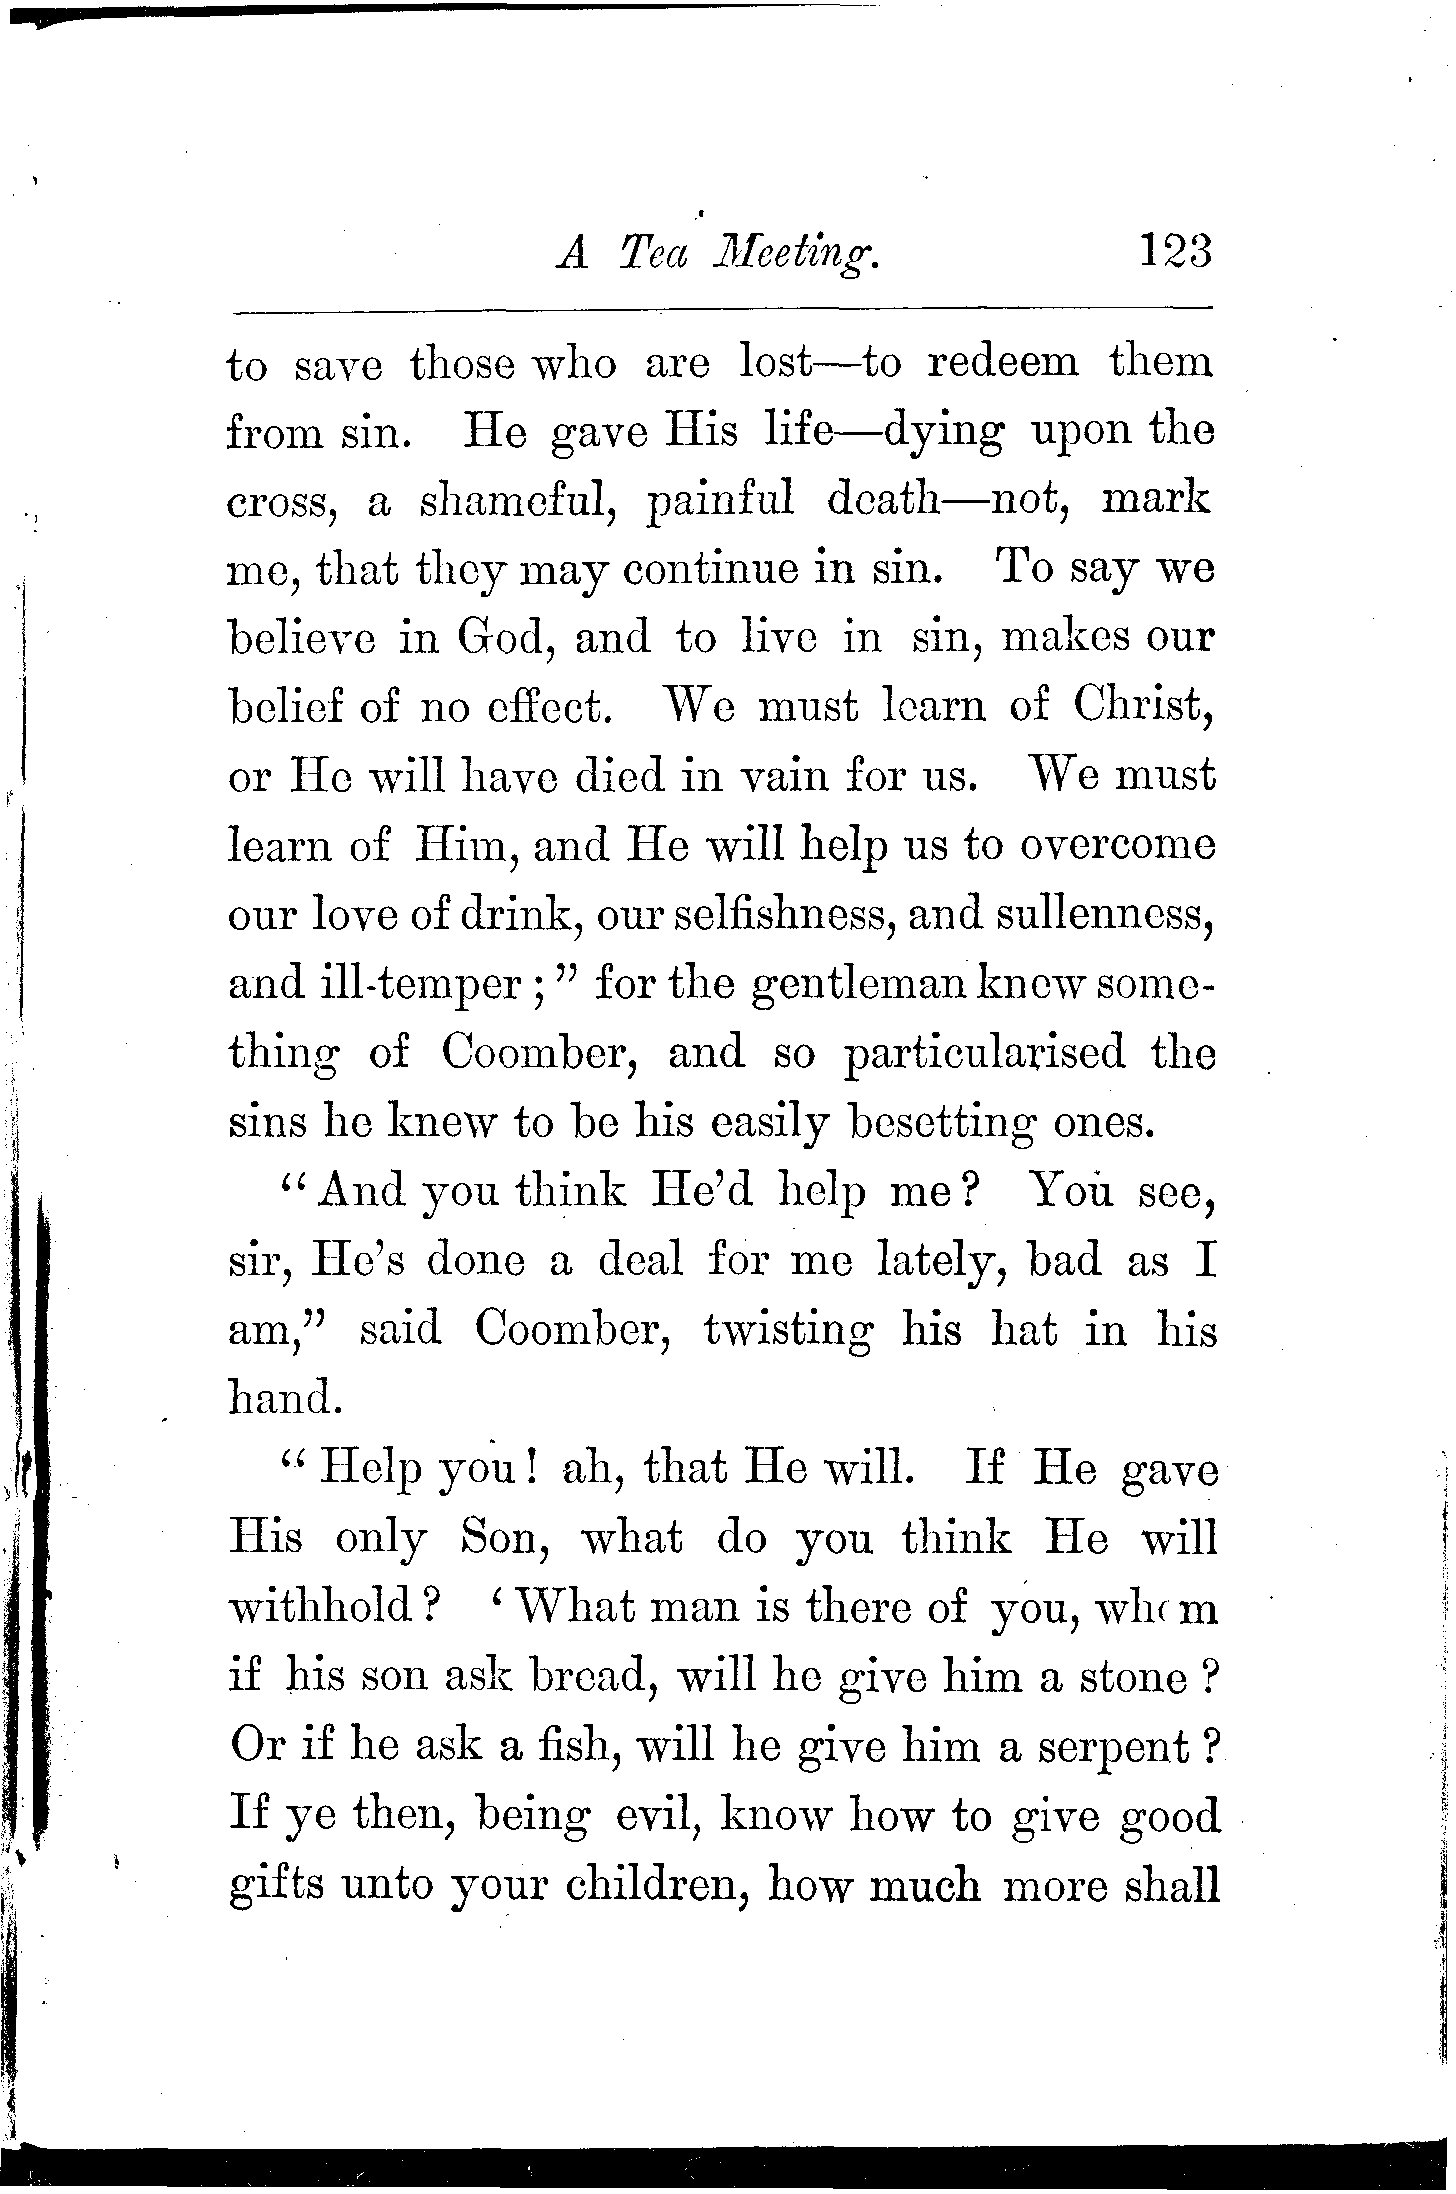 A Tea Meeting. 123
to save those who are lost—to redeem them
from sin. He gave His life—dying upon the
cross, a shameful, painful death—not, mark
me, that they may continue in sin. To say we
believe in God, and to live in sin, makes our
belief of no effect. We must learn of Christ,
or He will have died in vain for us. We must
learn of Him, and He will help us to overcome
our love of drink, our selfishness, and sullenness,
and ill-temper;” for the gentleman knew some-
thing of Coomber, and so particularised the
sins he knew to be his easily besetting ones.
“And you think He’d help me? You see,
sir, He’s done a deal for me lately, bad as I
am,” said Coomber, twisting his hat in his
hand.
“Help you! ah, that He will. If He gave
His only Son, what do you think He will
withhold? ‘What man is there of you, whom
if his son ask bread, will he give him a stone?
Or if he ask a fish, will he give him a serpent?
If ye then, being evil, know how to give good
gifts unto your children, how much more shall